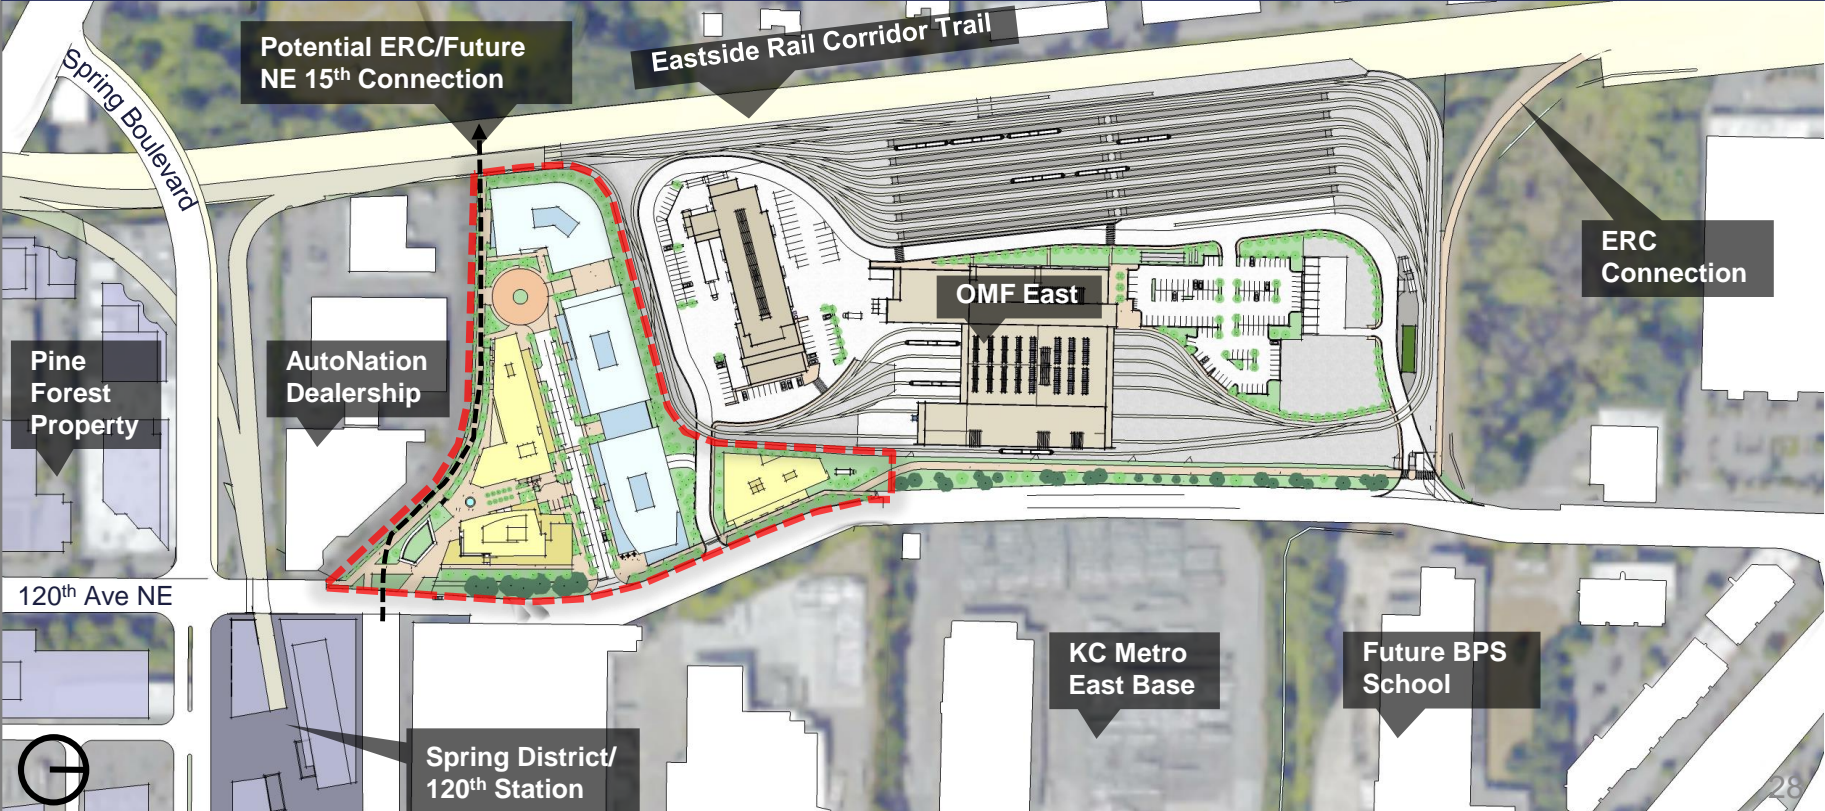 Potential ERC/Future
NE 15th Connection
Eastside Rail Corridor Trail
Spring Boulevard
ERC
Connection
OMF East
Pine
Forest
Property
AutoNation
Dealership
120th Ave NE
KC Metro
East Base
Future BPS
School
Spring District/
120th Station
28